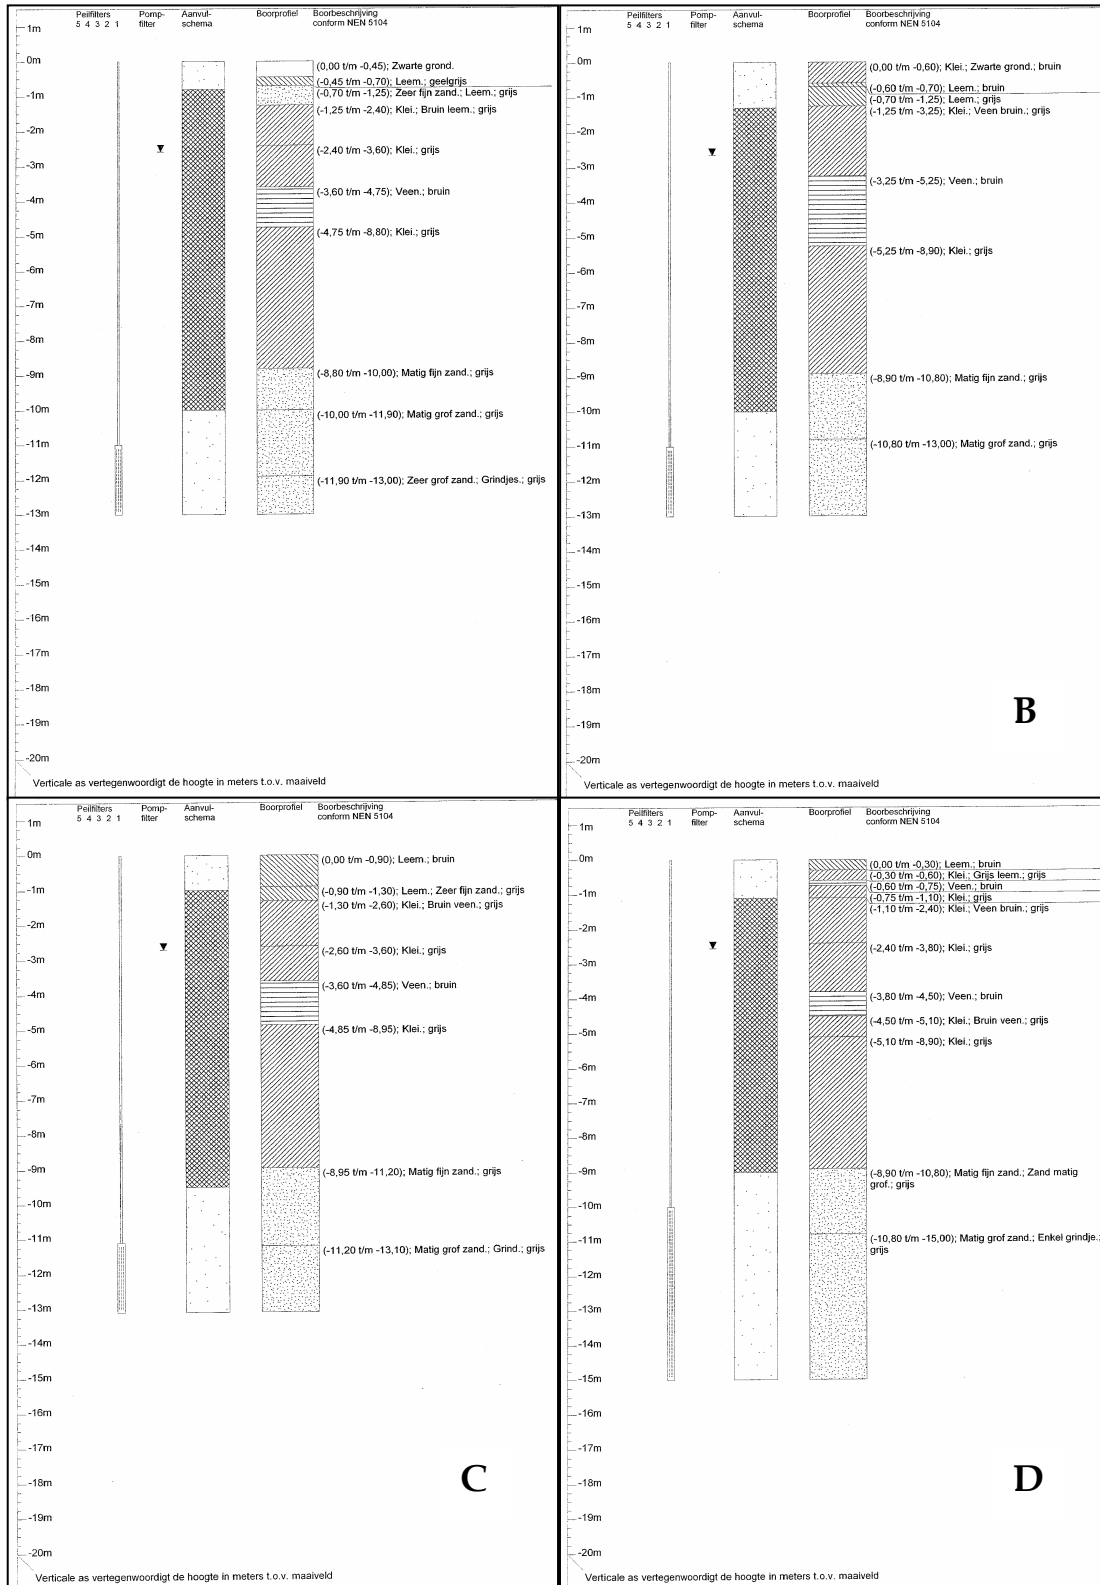 Peilfilters Pomp- Aanvul- Boorprofiel Boorbeschrijving
5 4 3 2 1 filter schema conform NEN 5104
1m
0m
-1m
-2m
-3m
-4m
-5m
-6m
-7m
-8m
-9m
-10m
-11m
-12m
-13m
-14m
-15m
-16m
-17m
-18m
-19m
-20m
(0,00 t/m -0,45); Zwarte grond.
(-0,45 t/m -0,70); Leem.; geelgrijs
(-0,70 t/m -1,25); Zeer fijn zand.; Leem.; grijs
(-1,25 t/m -2,40); Klei.; Bruin leem.; grijs
(-2,40 t/m -3,60); Klei.; grijs
(-3,60 t/m -4,75); Veen.; bruin
(-4,75 t/m -8,80); Klei.; grijs
(-8,80 t/m -10,00); Matig fijn zand.; grijs
(-10,00 t/m -11,90); Matig grof zand.; grijs
(-11,90 t/m -13,00); Zeer grof zand.; Grindjes.; grijs
Verticale as vertegenwoordigt de hoogte in meters t.o.v. maaiveld
Peilfilters Pomp- Aanvul- Boorprofiel Boorbeschrijving
5 4 3 2 1 filter schema conform NEN 5104
1m
0m
-1m
-2m
-3m
-4m
-5m
-6m
-7m
-8m
-9m
-10m
-11m
-12m
-13m
-14m
-15m
-16m
-17m
-18m
-19m
-20m
(0,00 t/m -0,60); Klei.; Zwarte grond.; bruin
(-0,60 t/m -0,70); Leem.; bruin
(-0,70 t/m -1,25); Leem.; grijs
(-1,25 t/m -3,25); Klei.; Veen bruin.; grijs
(-3,25 t/m -5,25); Veen.; bruin
(-5,25 t/m -8,90); Klei.; grijs
(-8,90 t/m -10,80); Matig fijn zand.; grijs
(-10,80 t/m -13,00); Matig grof zand.; grijs
B
Verticale as vertegenwoordigt de hoogte in meters t.o.v. maaiveld
Peilfilters Pomp- Aanvul- Boorprofiel Boorbeschrijving
5 4 3 2 1 filter schema conform NEN 5104
1m
0m
-1m
-2m
-3m
-4m
-5m
-6m
-7m
-8m
-9m
-10m
-11m
-12m
-13m
-14m
-15m
-16m
-17m
-18m
-19m
-20m
(0,00 t/m -0,90); Leem.; bruin
(-0,90 t/m -1,30); Leem.; Zeer fijn zand.; grijs
(-1,30 t/m -2,60); Klei.; Bruin veen.; grijs
(-2,60 t/m -3,60); Klei.; grijs
(-3,60 t/m -4,85); Veen.; bruin
(-4,85 t/m -8,95); Klei.; grijs
(-8,95 t/m -11,20); Matig fijn zand.; grijs
(-11,20 t/m -13,10); Matig grof zand.; Grind.; grijs
C
Verticale as vertegenwoordigt de hoogte in meters t.o.v. maaiveld
Peilfilters Pomp- Aanvul- Boorprofiel Boorbeschrijving
5 4 3 2 1 filter schema conform NEN 5104
1m
0m
-1m
-2m
-3m
-4m
-5m
-6m
-7m
-8m
-9m
-10m
-11m
-12m
-13m
-14m
-15m
-16m
-17m
-18m
-19m
-20m
(0,00 t/m -0,30); Leem.; bruin
(-0,30 t/m -0,60); Klei.; Grijs leem.; grijs
(-0,60 t/m -0,75); Veen.; bruin
(-0,75 t/m -1,10); Klei.; grijs
(-1,10 t/m -2,40); Klei.; Veen bruin.; grijs
(-2,40 t/m -3,80); Klei.; grijs
(-3,80 t/m -4,50); Veen.; bruin
(-4,50 t/m -5,10); Klei.; Bruin veen.; grijs
(-5,10 t/m -8,90); Klei.; grijs
(-8,90 t/m -10,80); Matig fijn zand.; Zand matig
grof.; grijs
(-10,80 t/m -15,00); Matig grof zand.; Enkel grindje.;
grijs
D
Verticale as vertegenwoordigt de hoogte in meters t.o.v. maaiveld